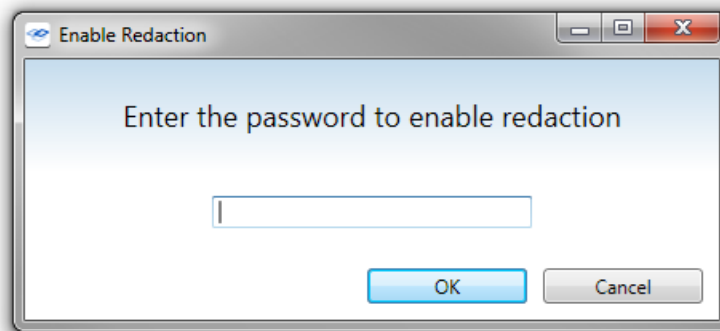 Enable Redaction
Enter the password to enable redaction
OK Cancel